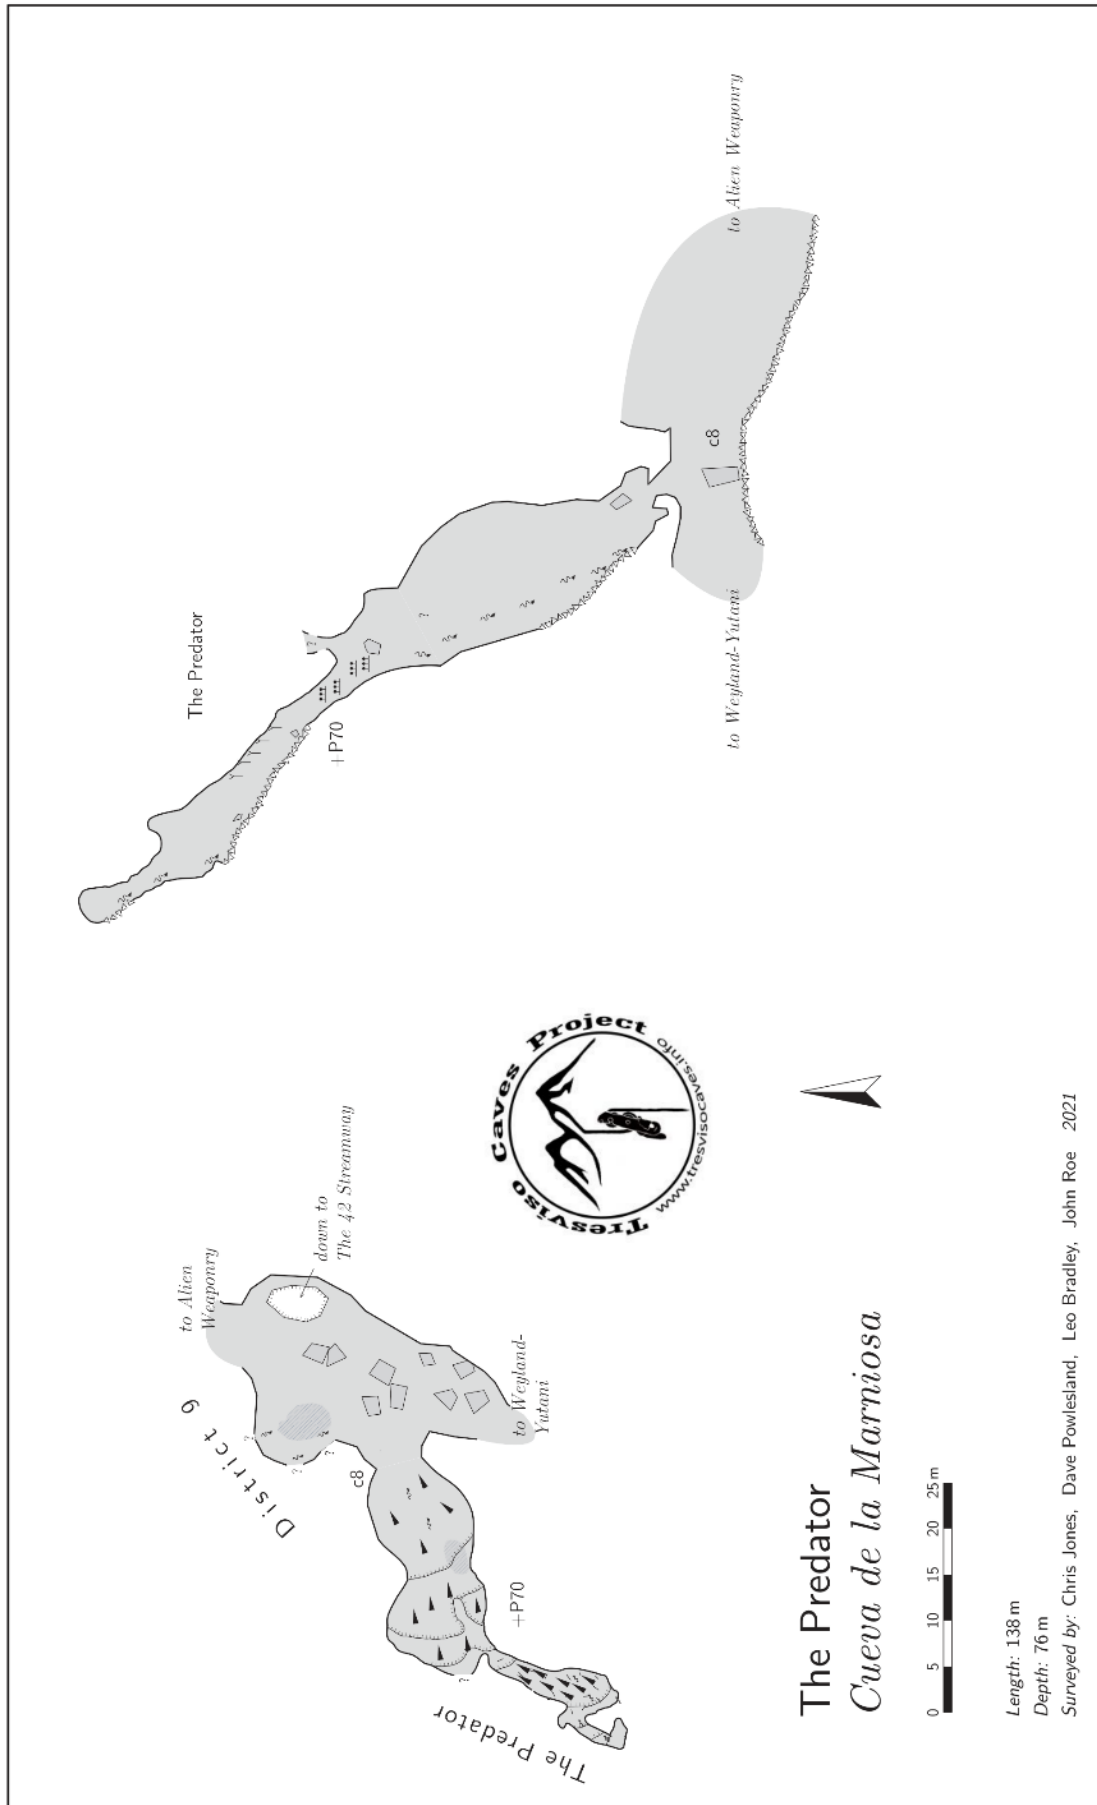 The Predator
+P70
c8
to Alien Weaponry
to Weyland-Yutani
?
?
District 9
to Alien
Weaponry
down to
The 42 Streamway
to Weyland-
Yutani
c8
+P70
The Predator
?
?
?
?
Tresviso Caves Project
www.tresvisocaves.info
The Predator
Cueva de la Marniosa
0 5 10 15 20 25 m
Length: 138 m
Depth: 76 m
Surveyed by: Chris Jones, Dave Powlesland, Leo Bradley, John Roe 2021